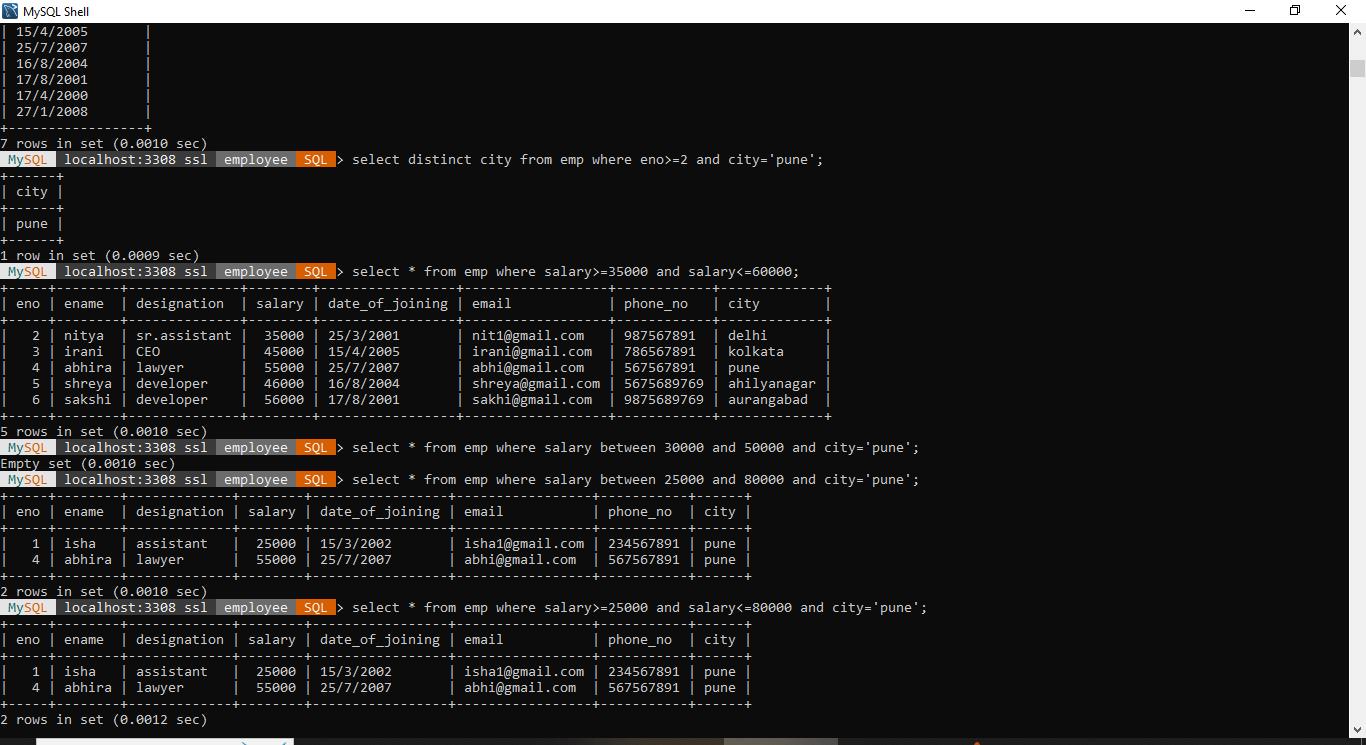 MySQL Shell
| 15/4/2005       |
| 25/7/2007       |
| 16/8/2004       |
| 17/8/2001       |
| 17/4/2000       |
| 27/1/2008       |
+-----------------+
7 rows in set (0.0010 sec)
MySQL localhost:3308 ssl employee SQL > select distinct city from emp where eno>=2 and city='pune';
+------+
| city |
+------+
| pune |
+------+
1 row in set (0.0009 sec)
MySQL localhost:3308 ssl employee SQL > select * from emp where salary>=35000 and salary<=60000;
+-----+--------+--------------+--------+-----------------+------------------+------------+-------------+
| eno | ename  | designation  | salary | date_of_joining | email            | phone_no   | city        |
+-----+--------+--------------+--------+-----------------+------------------+------------+-------------+
|   2 | nitya  | sr.assistant |  35000 | 25/3/2001       | nit1@gmail.com   | 987567891  | delhi       |
|   3 | irani  | CEO          |  45000 | 15/4/2005       | irani@gmail.com  | 786567891  | kolkata     |
|   4 | abhira | lawyer       |  55000 | 25/7/2007       | abhi@gmail.com   | 567567891  | pune        |
|   5 | shreya | developer    |  46000 | 16/8/2004       | shreya@gmail.com | 5675689769 | ahilyanagar |
|   6 | sakshi | developer    |  56000 | 17/8/2001       | sakhi@gmail.com  | 9875689769 | aurangabad  |
+-----+--------+--------------+--------+-----------------+------------------+------------+-------------+
5 rows in set (0.0010 sec)
MySQL localhost:3308 ssl employee SQL > select * from emp where salary between 30000 and 50000 and city='pune';
Empty set (0.0010 sec)
MySQL localhost:3308 ssl employee SQL > select * from emp where salary between 25000 and 80000 and city='pune';
+-----+--------+-------------+--------+-----------------+-----------------+-----------+------+
| eno | ename  | designation | salary | date_of_joining | email           | phone_no  | city |
+-----+--------+-------------+--------+-----------------+-----------------+-----------+------+
|   1 | isha   | assistant   |  25000 | 15/3/2002       | isha1@gmail.com | 234567891 | pune |
|   4 | abhira | lawyer      |  55000 | 25/7/2007       | abhi@gmail.com  | 567567891 | pune |
+-----+--------+-------------+--------+-----------------+-----------------+-----------+------+
2 rows in set (0.0010 sec)
MySQL localhost:3308 ssl employee SQL > select * from emp where salary>=25000 and salary<=80000 and city='pune';
+-----+--------+-------------+--------+-----------------+-----------------+-----------+------+
| eno | ename  | designation | salary | date_of_joining | email           | phone_no  | city |
+-----+--------+-------------+--------+-----------------+-----------------+-----------+------+
|   1 | isha   | assistant   |  25000 | 15/3/2002       | isha1@gmail.com | 234567891 | pune |
|   4 | abhira | lawyer      |  55000 | 25/7/2007       | abhi@gmail.com  | 567567891 | pune |
+-----+--------+-------------+--------+-----------------+-----------------+-----------+------+
2 rows in set (0.0012 sec)